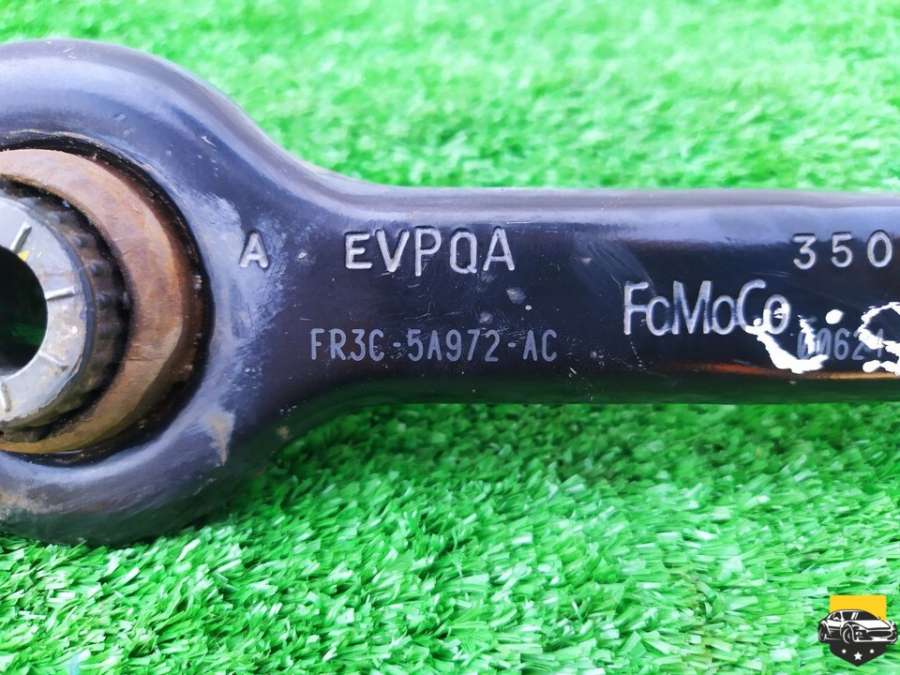 A EVPQA 350
FoMoCo
FR3C-5A972-AC